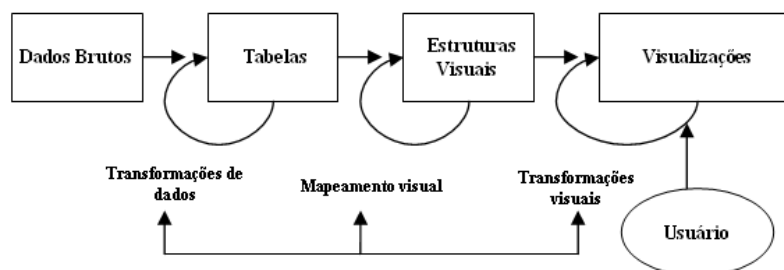 Dados Brutos
Tabelas
Estruturas
Visuais
Visualizações
Transformações de
dados
Mapeamento visual
Transformações
visuais
Usuário